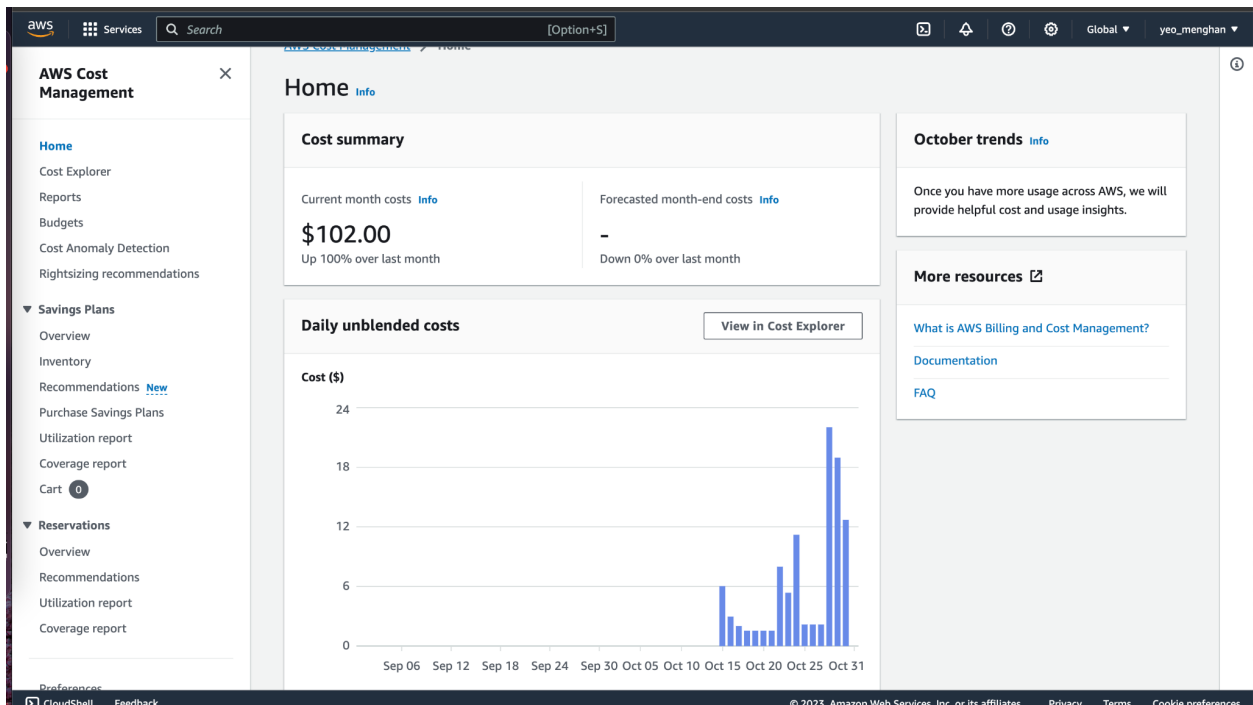 aws
Services
Search
[Option+S]
Global
yeo_menghan
AWS Cost Management
Home
AWS Cost
Management
Home
Cost Explorer
Reports
Budgets
Cost Anomaly Detection
Rightsizing recommendations
Savings Plans
Overview
Inventory
Recommendations New
Purchase Savings Plans
Utilization report
Coverage report
Cart 0
Reservations
Overview
Recommendations
Utilization report
Coverage report
Preferences
Home Info
Cost summary
Current month costs Info
$102.00
Up 100% over last month
Forecasted month-end costs Info
-
Down 0% over last month
Daily unblended costs
View in Cost Explorer
Cost ($)
24
18
12
6
0
Sep 06 Sep 12 Sep 18 Sep 24 Sep 30 Oct 05 Oct 10 Oct 15 Oct 20 Oct 25 Oct 31
October trends Info
Once you have more usage across AWS, we will
provide helpful cost and usage insights.
More resources
What is AWS Billing and Cost Management?
Documentation
FAQ
CloudShell
Feedback
© 2023, Amazon Web Services, Inc. or its affiliates.
Privacy
Terms
Cookie preferences